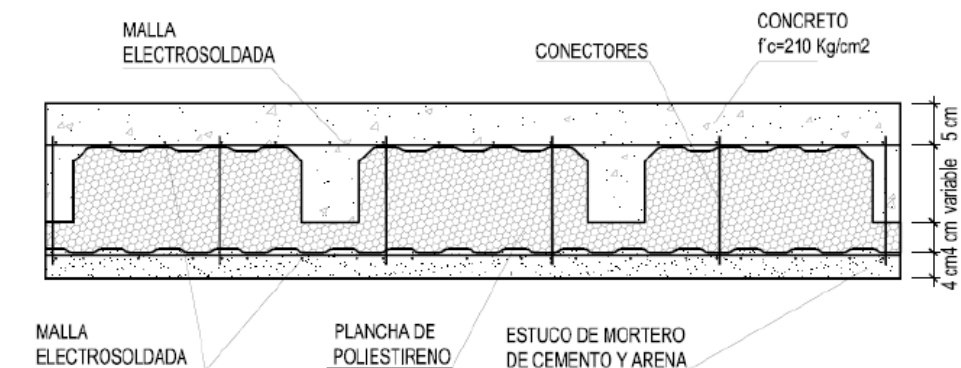 MALLA
ELECTROSOLDADA
CONECTORES
CONCRETO
f'c=210 Kg/cm2
5 cm
variable
4 cm
4 cm
MALLA
ELECTROSOLDADA
PLANCHA DE
POLIESTIRENO
ESTUCO DE MORTERO
DE CEMENTO Y ARENA